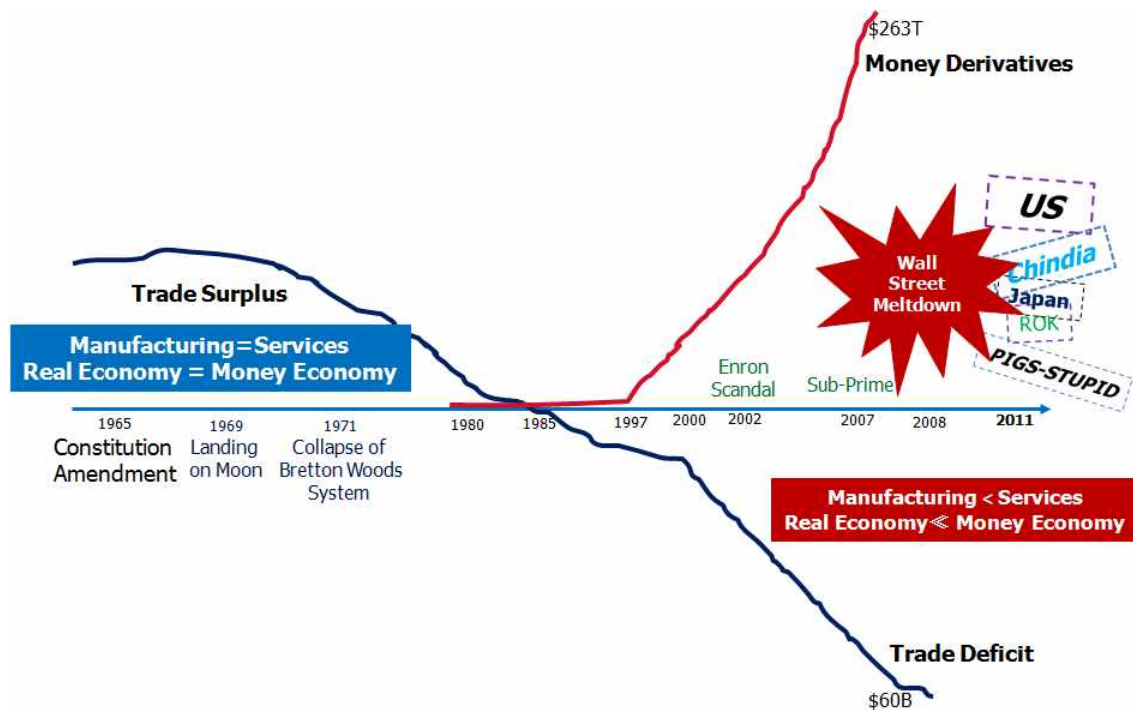 $263T
Money Derivatives
US
Chindia
Japan
ROK
PIGS-STUPID
Wall
Street
Meltdown
Trade Surplus
Manufacturing=Services
Real Economy = Money Economy
Enron
Scandal
Sub-Prime
1965
1969
1971
1980
1985
1997
2000
2002
2007
2008
2011
Constitution
Amendment
Landing
on Moon
Collapse of
Bretton Woods
System
Manufacturing < Services
Real Economy≪ Money Economy
Trade Deficit
$60B